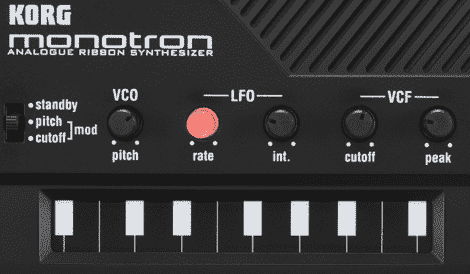 KORG
monotron
ANALOGUE RIBBON SYNTHESIZER
VCO
LFO
VCF
standby
pitch
cutoff
mod
pitch
rate
int.
cutoff
peak